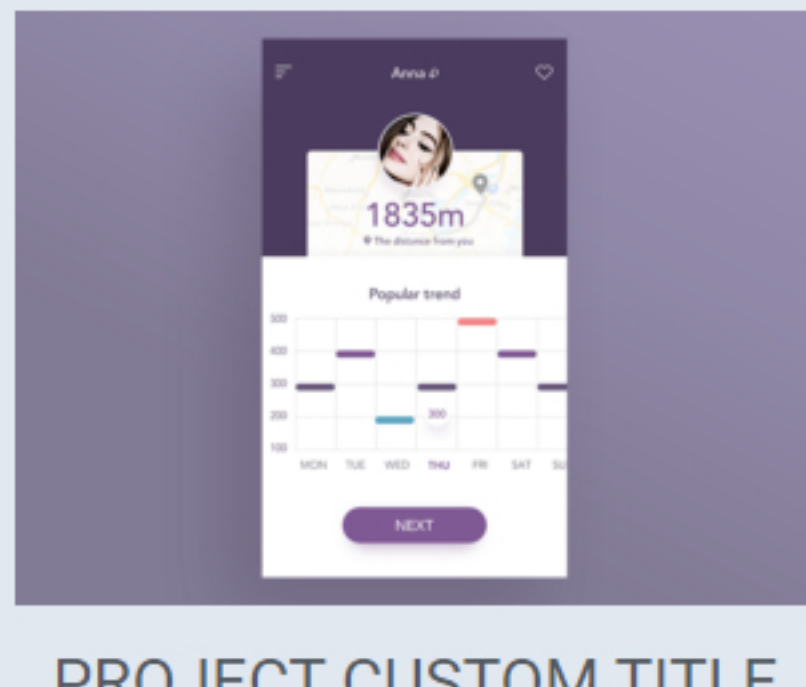 Anna
1835m
The distance from you
Popular trend
500
400
300
200
100
300
MON TUE WED THU FRI SAT SU
NEXT
PROJECT CUSTOM TITLE